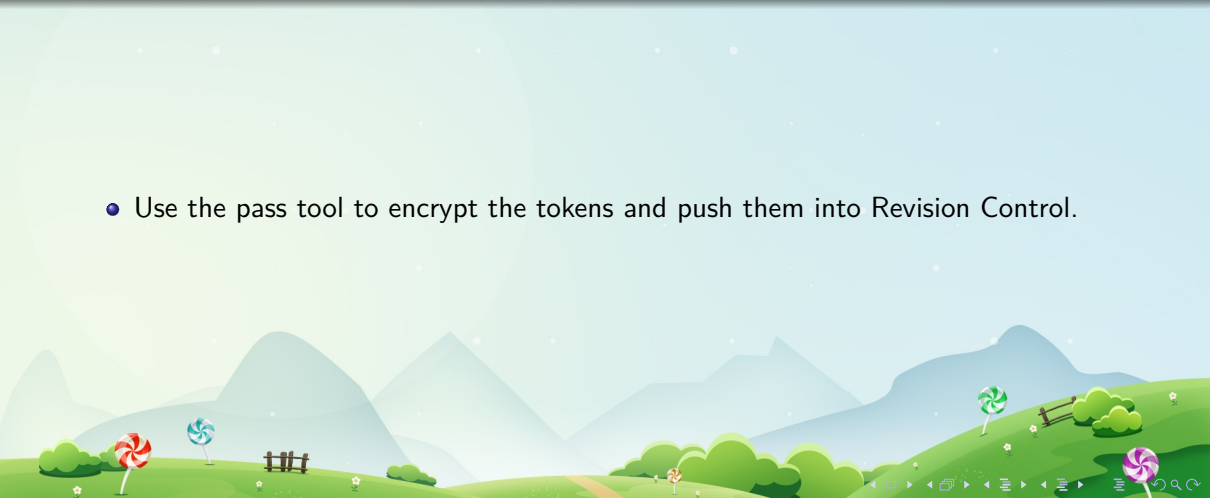 Use the pass tool to encrypt the tokens and push them into Revision Control.